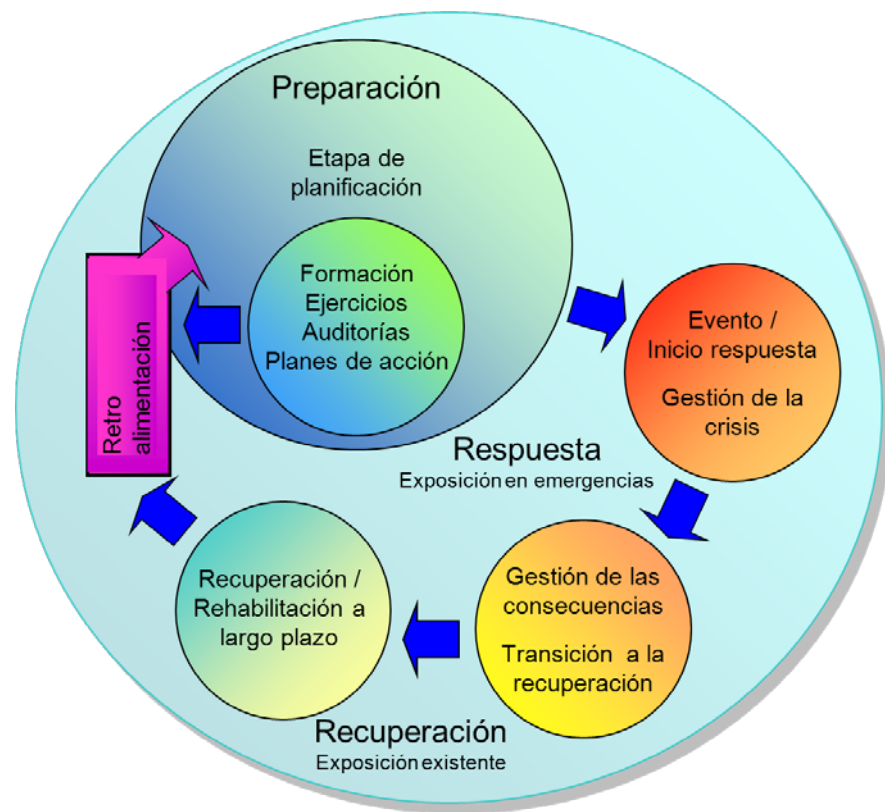 Preparación
Etapa de
planificación
Formación
Ejercicios
Auditorías
Planes de acción
Retro
alimentación
Evento /
Inicio respuesta
Gestión de la
crisis
Respuesta
Exposición en emergencias
Gestión de las
consecuencias
Transición a la
recuperación
Recuperación /
Rehabilitación a
largo plazo
Recuperación
Exposición existente